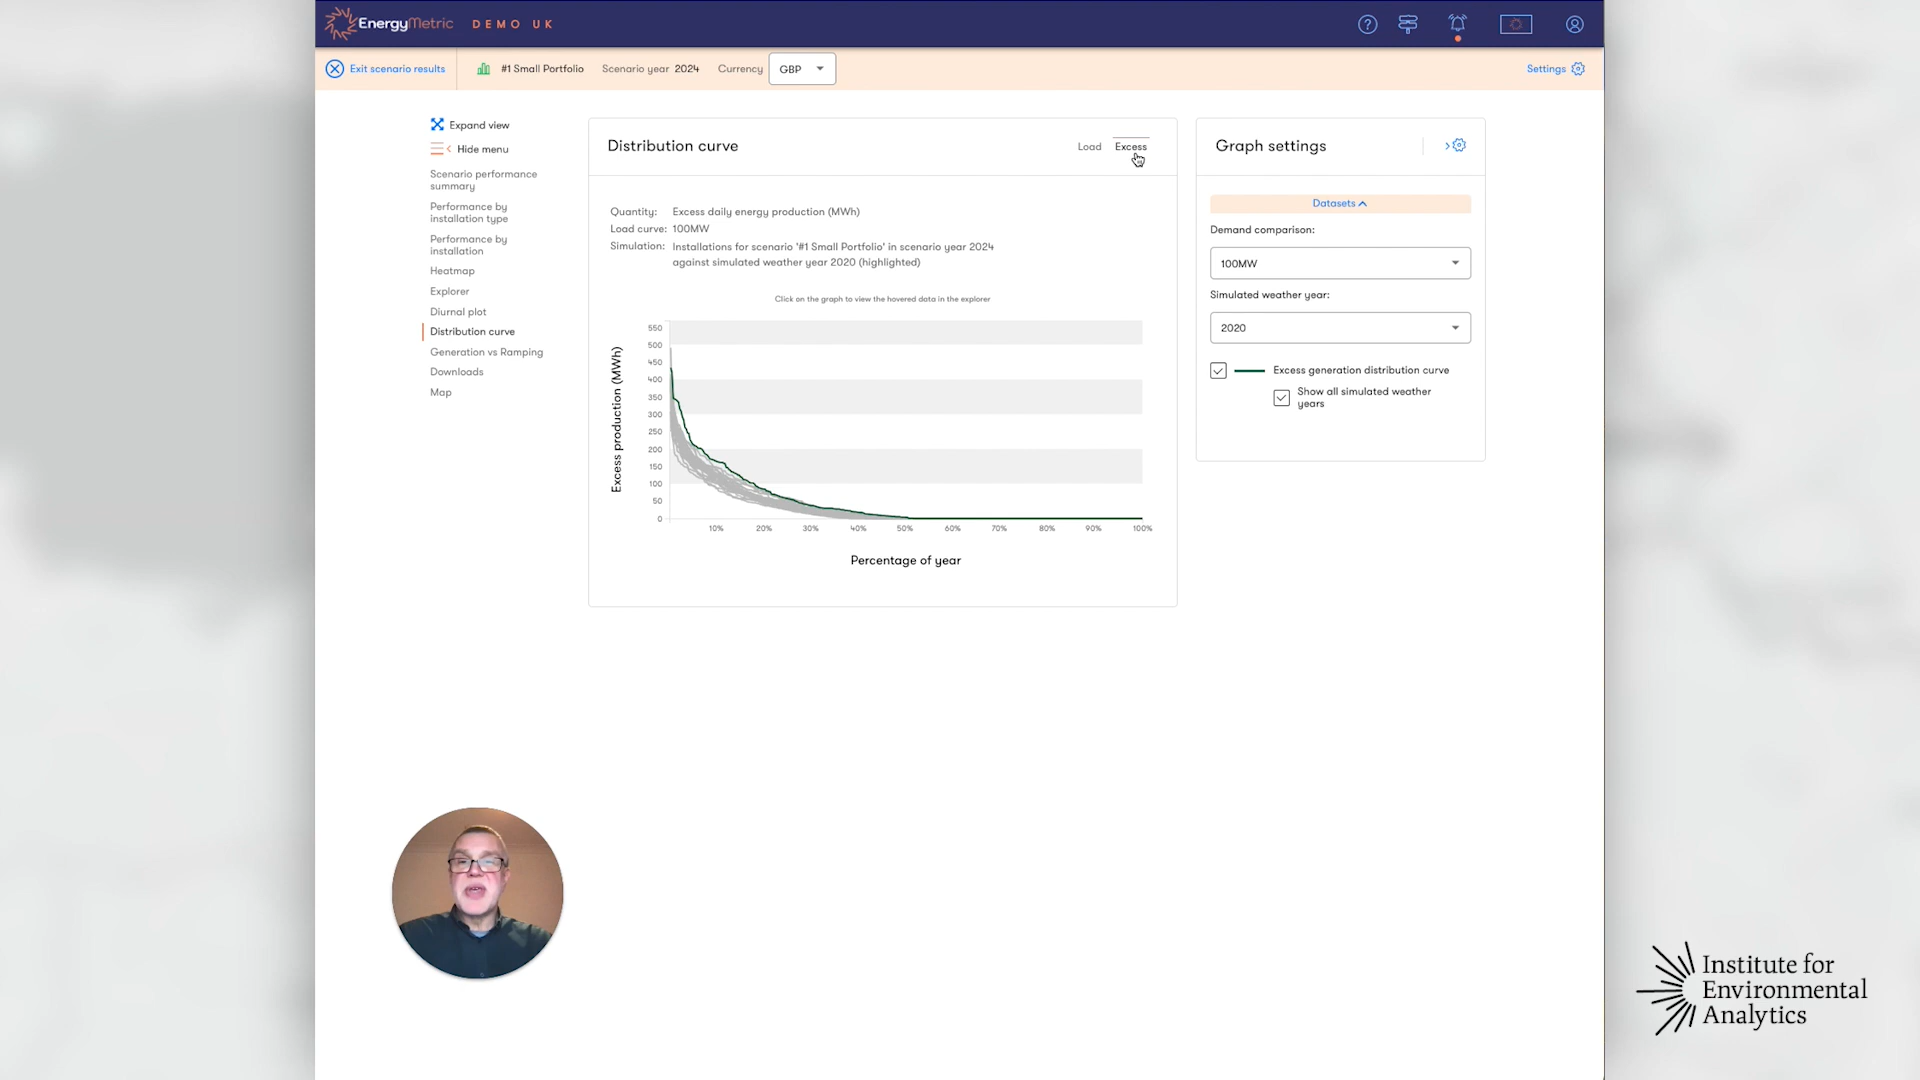 EnergyMetric DEMO UK
Exit scenario results
#1 Small Portfolio Scenario year 2024 Currency GBP
Settings
Expand view
Hide menu
Scenario performance
summary
Performance by
installation type
Performance by
installation
Heatmap
Explorer
Diurnal plot
Distribution curve
Generation vs Ramping
Downloads
Map
Distribution curve
Load Excess
Quantity: Excess daily energy production (MWh)
Load curve: 100MW
Simulation: Installations for scenario '#1 Small Portfolio' in scenario year 2024
against simulated weather year 2020 (highlighted)
Click on the graph to view the hovered data in the explorer
Excess production (MWh)
550
500
450
400
350
300
250
200
150
100
50
0
10% 20% 30% 40% 50% 60% 70% 80% 90% 100%
Percentage of year
Graph settings
Datasets
Demand comparison:
100MW
Simulated weather year:
2020
Excess generation distribution curve
Show all simulated weather
years
Institute for
Environmental
Analytics